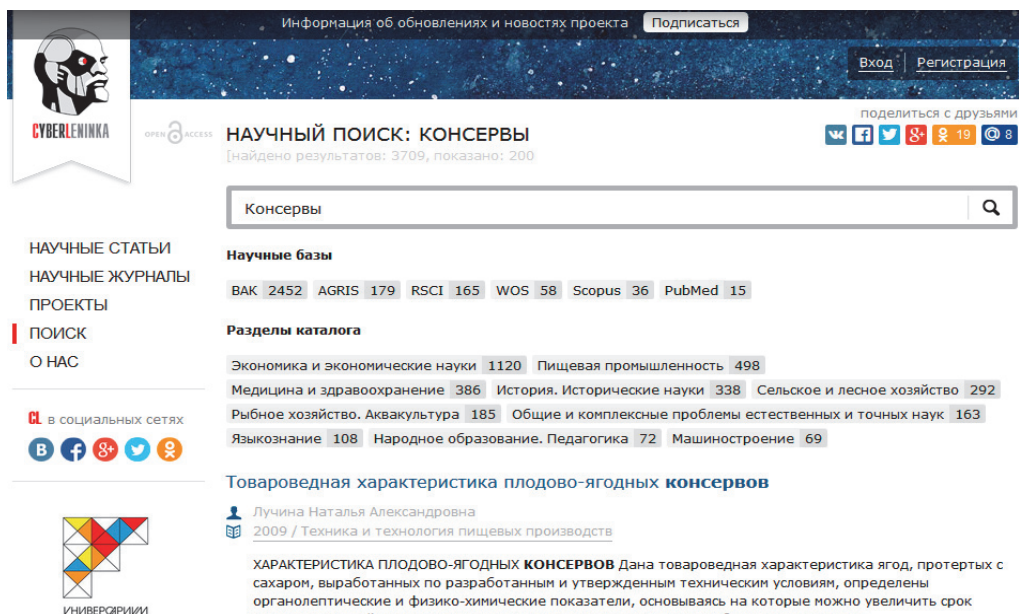 Информация об обновлениях и новостях проекта Подписаться
Вход Регистрация
CYBERLENINKA
OPEN ACCESS
поделиться с друзьями
19 8
НАУЧНЫЙ ПОИСК: КОНСЕРВЫ
[найдено результатов: 3709, показано: 200
Консервы
НАУЧНЫЕ СТАТЬИ
НАУЧНЫЕ ЖУРНАЛЫ
ПРОЕКТЫ
ПОИСК
О НАС
CL в социальных сетях
УНИВЕРСАРИУМ
Научные базы
ВАК 2452 AGRIS 179 RSCI 165 WOS 58 Scopus 36 PubMed 15
Разделы каталога
Экономика и экономические науки 1120 Пищевая промышленность 498
Медицина и здравоохранение 386 История. Исторические науки 338 Сельское и лесное хозяйство 292
Рыбное хозяйство. Аквакультура 185 Общие и комплексные проблемы естественных и точных наук 163
Языкознание 108 Народное образование. Педагогика 72 Машиностроение 69
Товароведная характеристика плодово-ягодных консервов
Лучина Наталья Александровна
2009 / Техника и технология пищевых производств
ХАРАКТЕРИСТИКА ПЛОДОВО-ЯГОДНЫХ КОНСЕРВОВ Дана товароведная характеристика ягод, протертых с
сахаром, выработанных по разработанным и утвержденным техническим условиям, определены
органолептические и физико-химические показатели, основываясь на которые можно увеличить срок